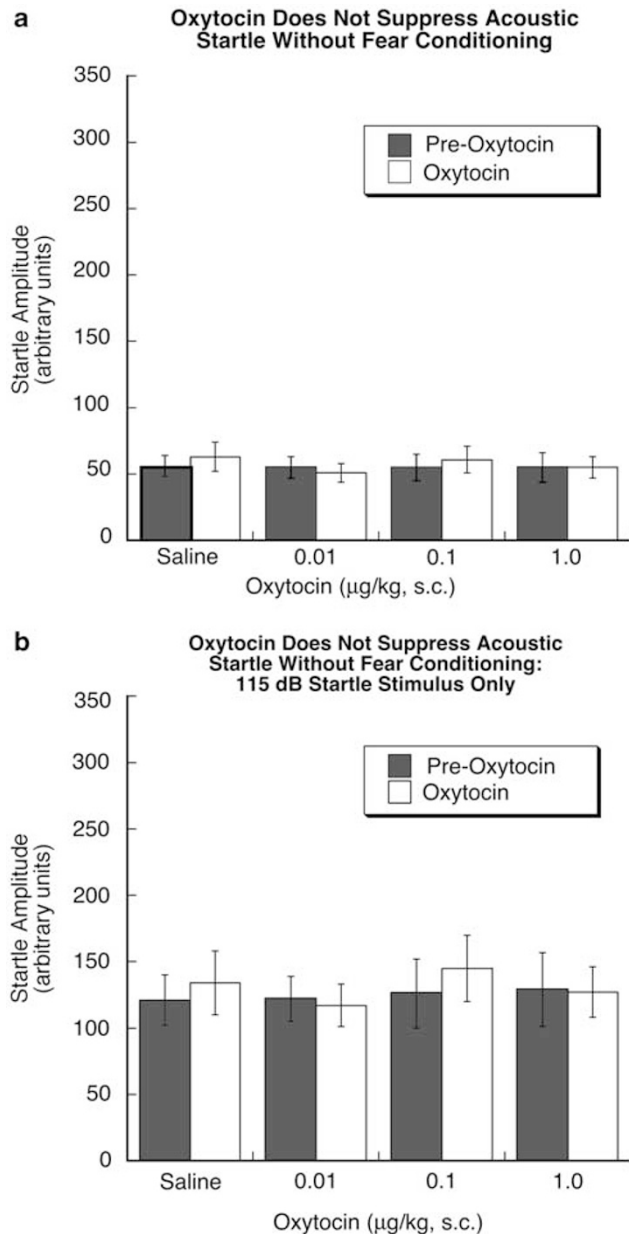 a
Oxytocin Does Not Suppress Acoustic
Startle Without Fear Conditioning
350
300
250
200
150
100
50
0
Startle Amplitude
(arbitrary units)
Pre-Oxytocin
Oxytocin
Saline
0.01
0.1
1.0
Oxytocin (μg/kg, s.c.)
b
Oxytocin Does Not Suppress Acoustic
Startle Without Fear Conditioning:
115 dB Startle Stimulus Only
350
300
250
200
150
100
50
0
Startle Amplitude
(arbitrary units)
Pre-Oxytocin
Oxytocin
Saline
0.01
0.1
1.0
Oxytocin (μg/kg, s.c.)